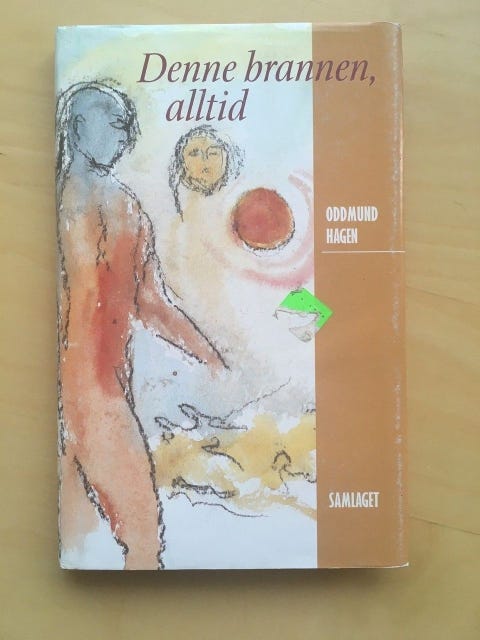 Denne brannen,
alltid
ODDMUND
HAGEN
SAMLAGET